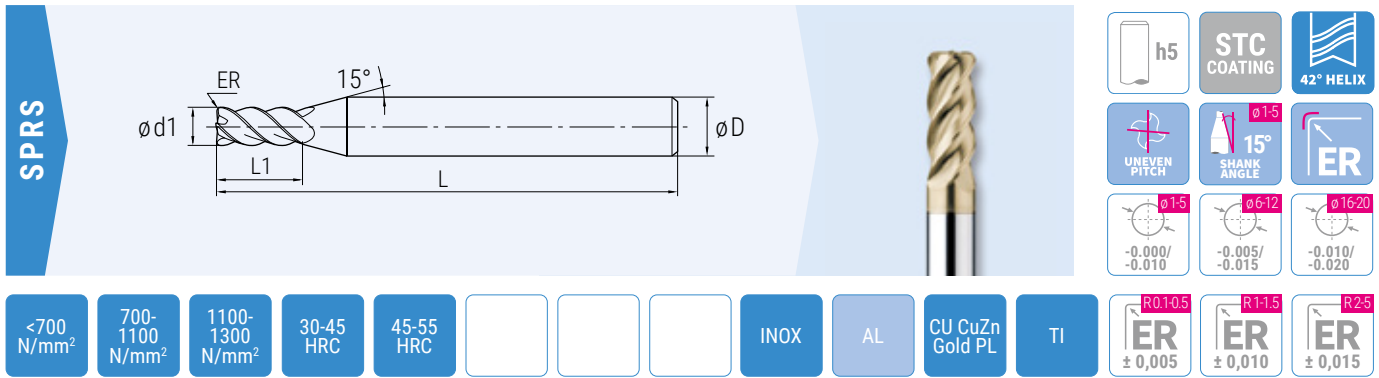 SPRS
ER
15°
ød1
øD
L1
L
h5
STC
COATING
42° HELIX
UNEVEN
PITCH
ø1-5
15°
SHANK
ANGLE
ER
ø1-5
-0.000/
-0.010
ø6-12
-0.005/
-0.015
ø16-20
-0.010/
-0.020
<700
N/mm²
700-
1100
N/mm²
1100-
1300
N/mm²
30-45
HRC
45-55
HRC
INOX
AL
CU CuZn
Gold PL
TI
R0.1-0.5
ER
± 0,005
R1-1.5
ER
± 0,010
R2-5
ER
± 0,015